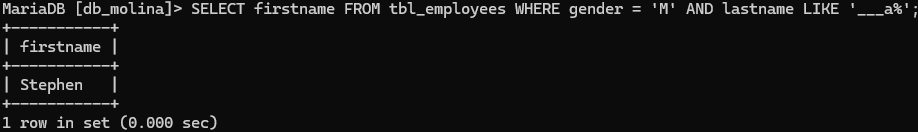 MariaDB [db_molina]> SELECT firstname FROM tbl_employees WHERE gender = 'M' AND lastname LIKE '___a%';
+-----------+
| firstname |
+-----------+
| Stephen   |
+-----------+
1 row in set (0.000 sec)